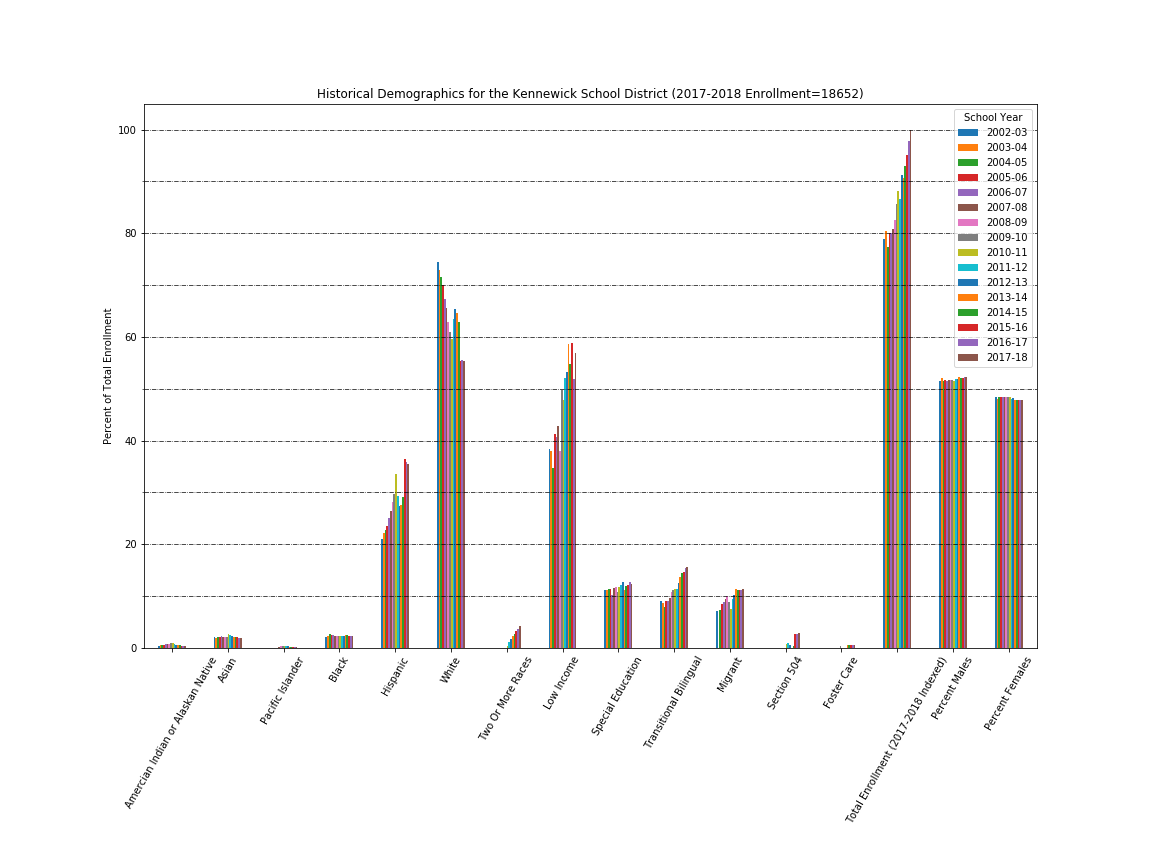 Historical Demographics for the Kennewick School District (2017-2018 Enrollment=18652)
Percent of Total Enrollment
100
80
60
40
20
0
School Year
2002-03
2003-04
2004-05
2005-06
2006-07
2007-08
2008-09
2009-10
2010-11
2011-12
2012-13
2013-14
2014-15
2015-16
2016-17
2017-18
Amercian Indian or Alaskan Native
Asian
Pacific Islander
Black
Hispanic
White
Two Or More Races
Low Income
Special Education
Transitional Bilingual
Migrant
Section 504
Foster Care
Total Enrollment (2017-2018 Indexed)
Percent Males
Percent Females